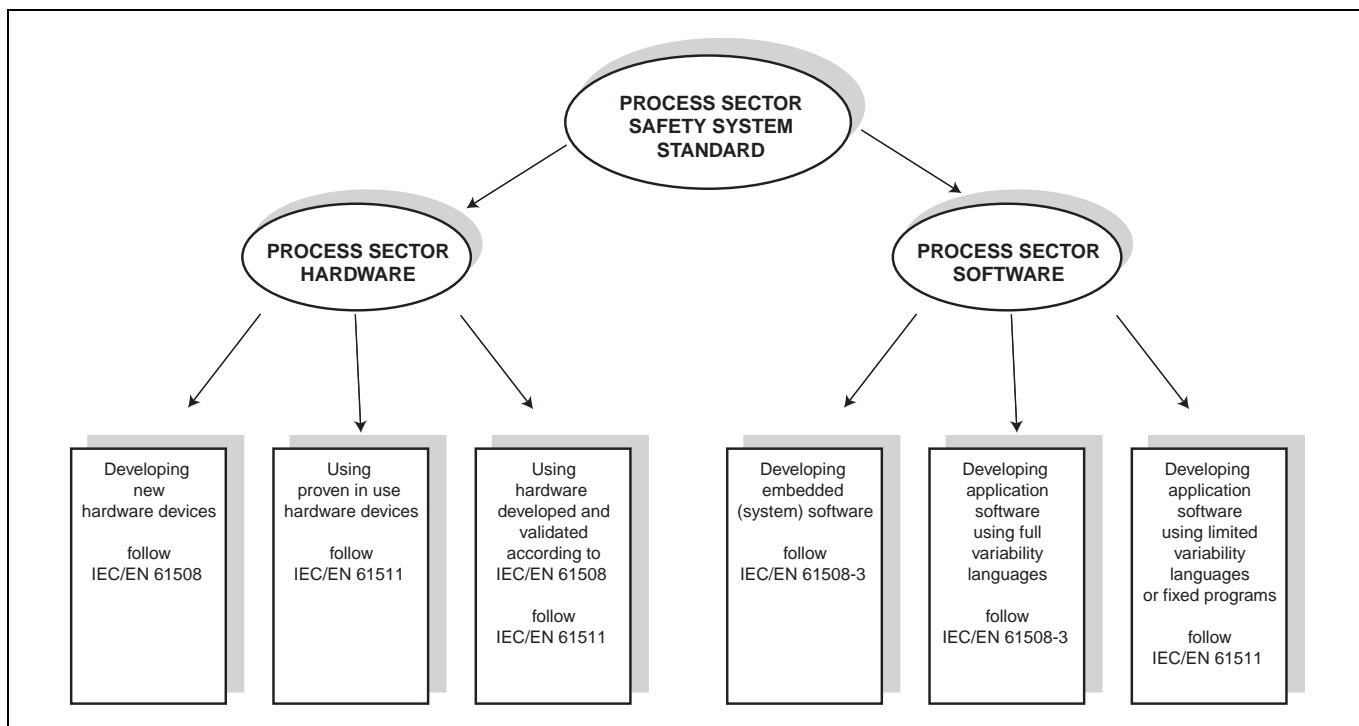 PROCESS SECTOR
SAFETY SYSTEM
STANDARD
PROCESS SECTOR
HARDWARE
PROCESS SECTOR
SOFTWARE
Developing
new
hardware devices
follow
IEC/EN 61508
Using
proven in use
hardware devices
follow
IEC/EN 61511
Using
hardware
developed and
validated
according to
IEC/EN 61508
follow
IEC/EN 61511
Developing
embedded
(system) software
follow
IEC/EN 61508-3
Developing
application
software
using full
variability
languages
follow
IEC/EN 61508-3
Developing
application
software
using limited
variability
languages
or fixed programs
follow
IEC/EN 61511